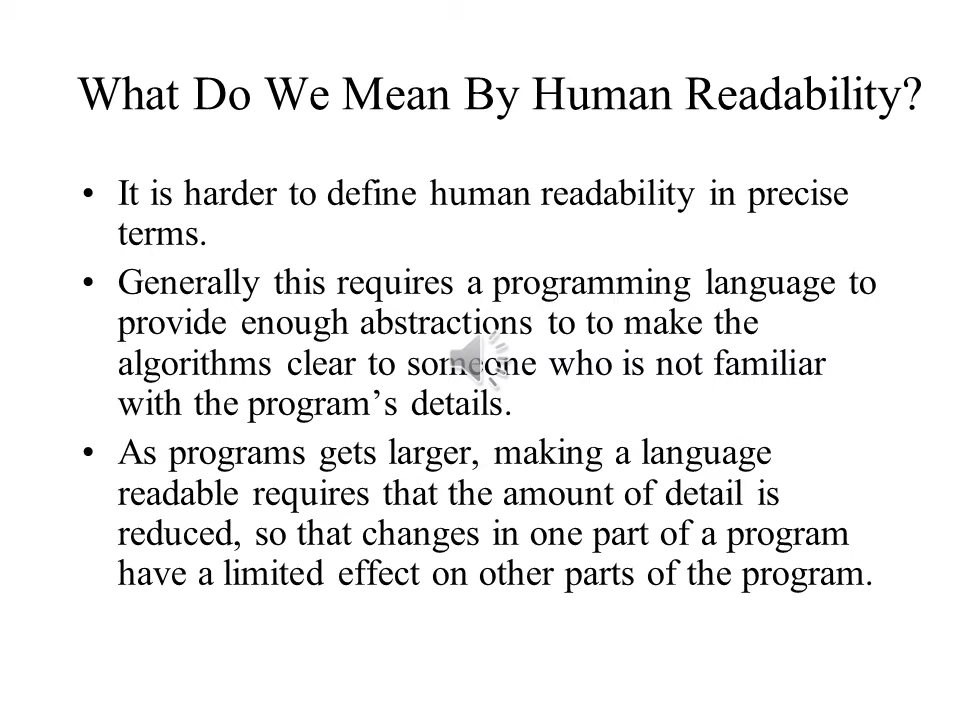 What Do We Mean By Human Readability?
• It is harder to define human readability in precise
terms.
• Generally this requires a programming language to
provide enough abstractions to to make the
algorithms clear to someone who is not familiar
with the program’s details.
• As programs gets larger, making a language
readable requires that the amount of detail is
reduced, so that changes in one part of a program
have a limited effect on other parts of the program.